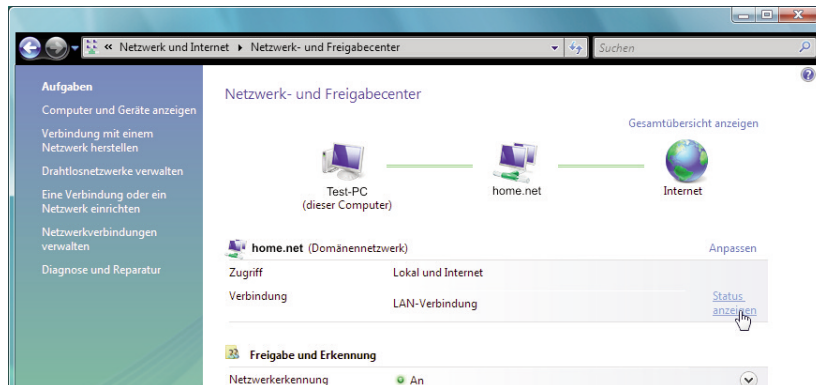 Netzwerk und Internet
Netzwerk- und Freigabecenter
Suchen
Aufgaben
Computer und Geräte anzeigen
Verbindung mit einem
Netzwerk herstellen
Drahtlosnetzwerke verwalten
Eine Verbindung oder ein
Netzwerk einrichten
Netzwerkverbindungen
verwalten
Diagnose und Reparatur
Netzwerk- und Freigabecenter
Gesamtübersicht anzeigen
Test-PC
(dieser Computer)
home.net
Internet
home.net (Domänennetzwerk)
Anpassen
Zugriff
Lokal und Internet
Verbindung
LAN-Verbindung
Status
anzeigen
Freigabe und Erkennung
Netzwerkerkennung
An